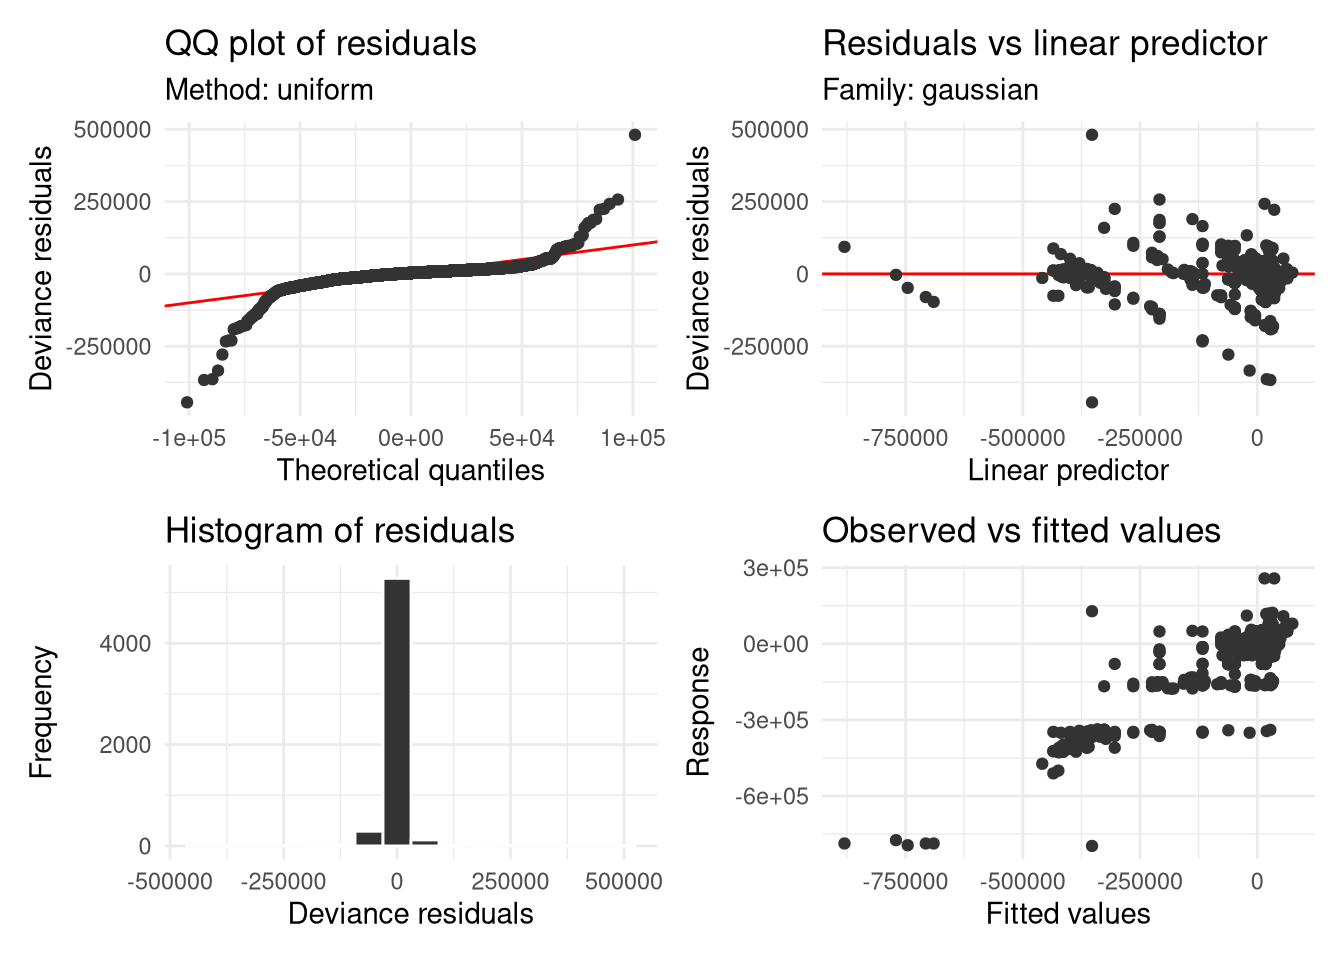 QQ plot of residuals
Method: uniform
500000
250000
0
-250000
Deviance residuals
-1e+05
-5e+04
0e+00
5e+04
1e+05
Theoretical quantiles
Residuals vs linear predictor
Family: gaussian
500000
250000
0
-250000
Deviance residuals
-750000
-500000
-250000
0
Linear predictor
Histogram of residuals
4000
2000
0
Frequency
-500000
-250000
0
250000
500000
Deviance residuals
Observed vs fitted values
3e+05
0e+00
-3e+05
-6e+05
Response
-750000
-500000
-250000
0
Fitted values